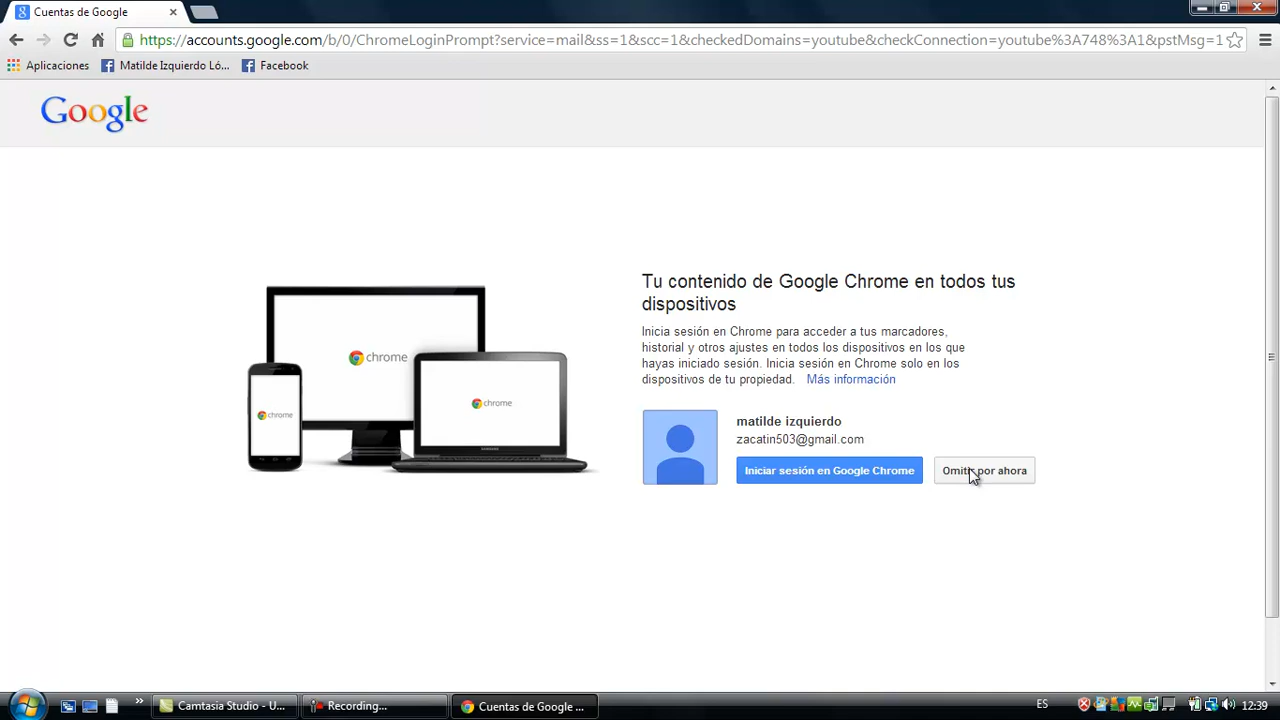 Cuentas de Google
https://accounts.google.com/b/0/ChromeLoginPrompt?service=mail&ss=1&scc=1&checkedDomains=youtube&checkConnection=youtube%3A748%3A1&pstMsg=1
Aplicaciones
Matilde Izquierdo Ló...
Facebook
Google
Tu contenido de Google Chrome en todos tus
dispositivos
Inicia sesión en Chrome para acceder a tus marcadores,
historial y otros ajustes en todos los dispositivos en los que
hayas iniciado sesión. Inicia sesión en Chrome solo en los
dispositivos de tu propiedad. Más información
chrome
chrome
chrome
SAMSUNG
matilde izquierdo
zacatin503@gmail.com
Iniciar sesión en Google Chrome
Omitir por ahora
Camtasia Studio - U...
Recording...
Cuentas de Google ...
ES
12:39